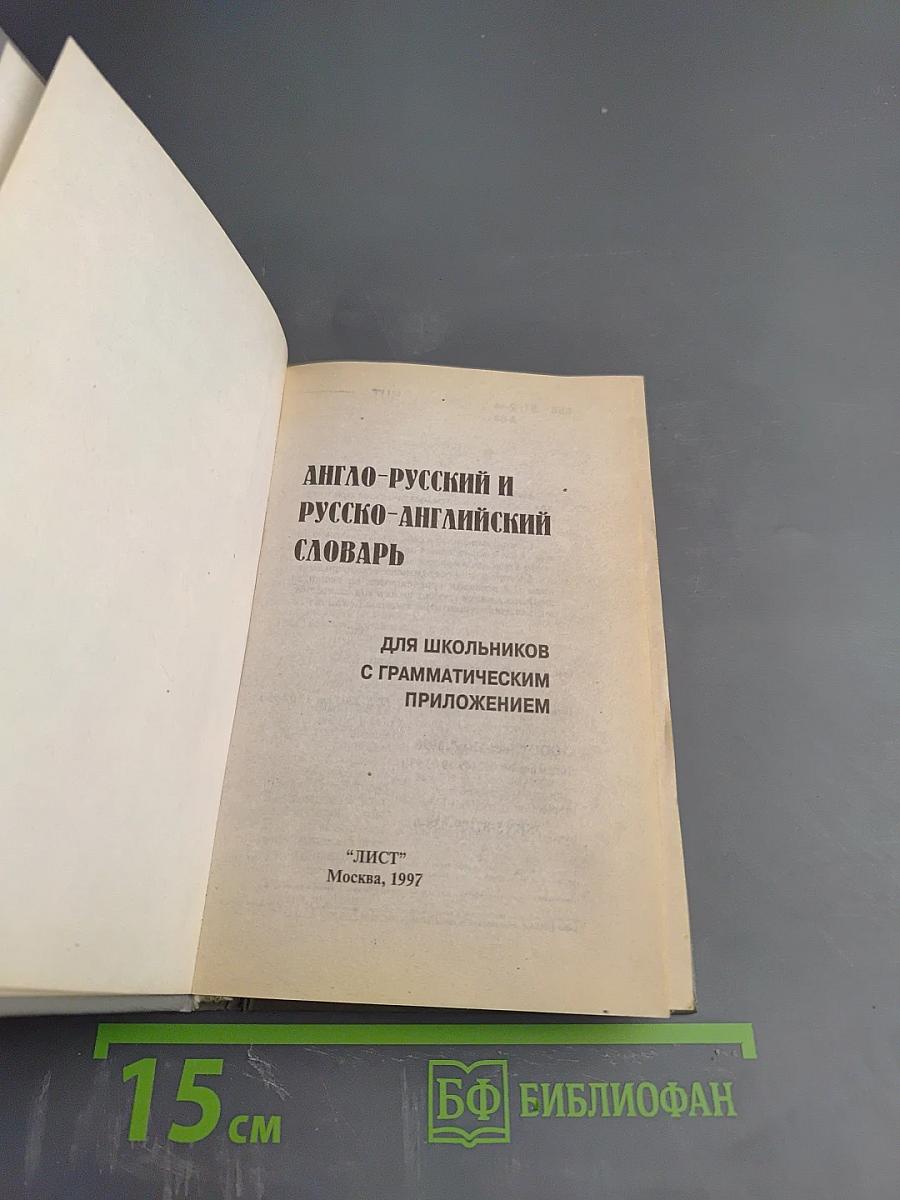 АНГЛО-РУССКИЙ И
РУССКО-АНГЛИЙСКИЙ
СЛОВАРЬ
ДЛЯ ШКОЛЬНИКОВ
С ГРАММАТИЧЕСКИМ
ПРИЛОЖЕНИЕМ
"ЛИСТ"
Москва, 1997
15 см
БФ БИБЛИОФАН